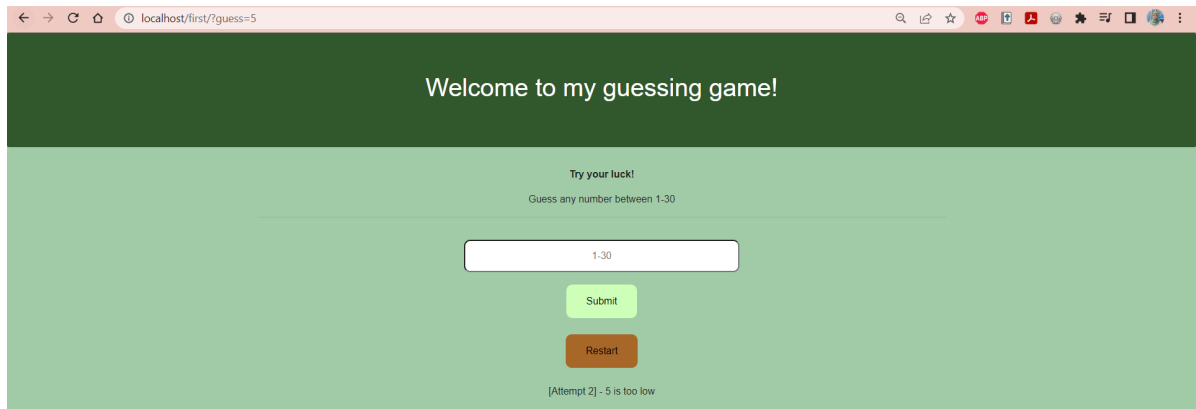 localhost/first/?guess=5
ABP
Welcome to my guessing game!
Try your luck!
Guess any number between 1-30
1-30
Submit
Restart
[Attempt 2] - 5 is too low